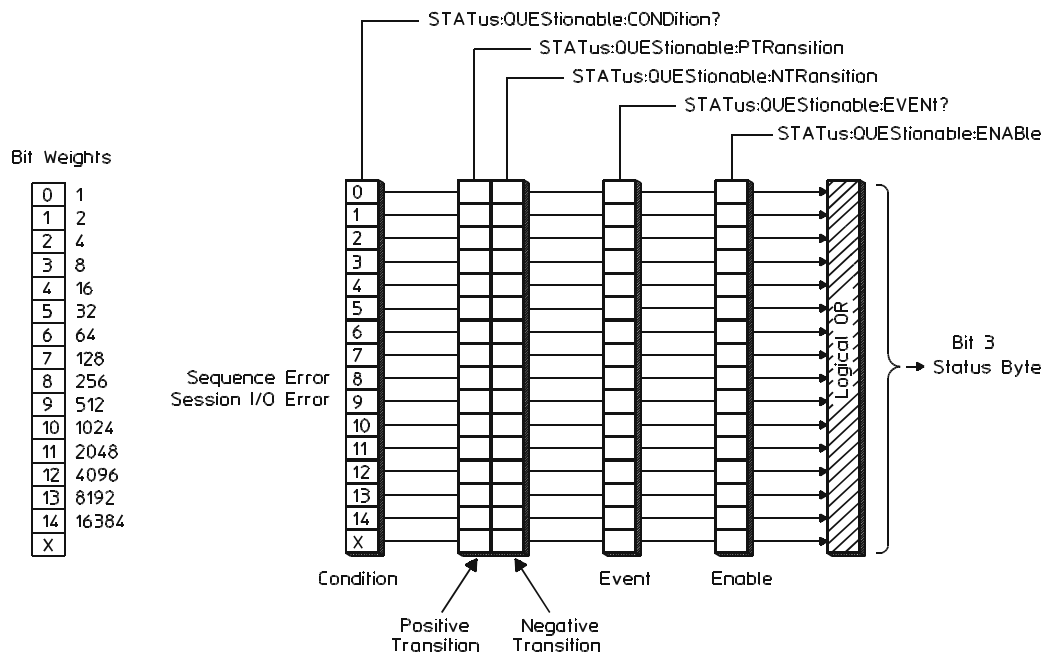 STATus:QUEStionable:CONDition?
STATus:QUEStionable:PTRansition
STATus:QUEStionable:NTRansition
STATus:QUEStionable:EVENt?
STATus:QUEStionable:ENABle
Bit Weights
0 1
1 2
2 4
3 8
4 16
5 32
6 64
7 128
8 256
9 512
10 1024
11 2048
12 4096
13 8192
14 16384
X
Sequence Error
Session I/O Error
0
1
2
3
4
5
6
7
8
9
10
11
12
13
14
X
Logical OR
Bit 3
Status Byte
Condition
Event
Enable
Positive
Transition
Negative
Transition